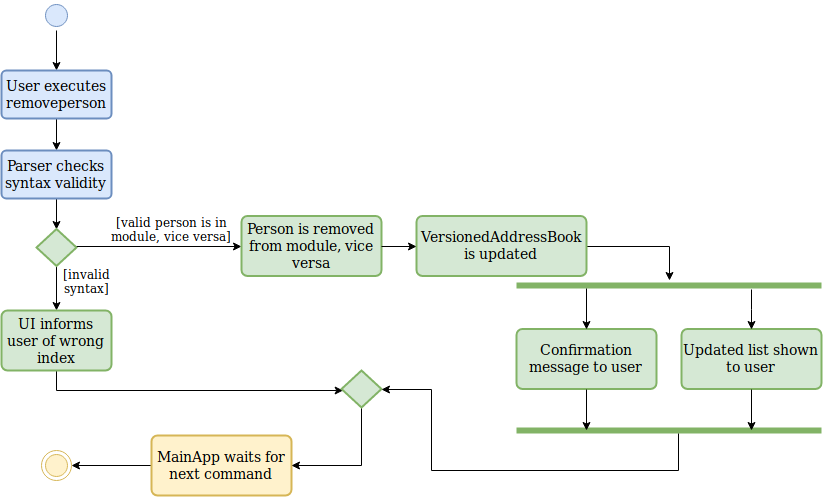 User executes
removeperson
Parser checks
syntax validity
[valid person is in
module, vice versa]
Person is removed
from module, vice
versa
VersionedAddressBook
is updated
[invalid
syntax]
UI informs
user of wrong
index
Confirmation
message to user
Updated list shown
to user
MainApp waits for
next command